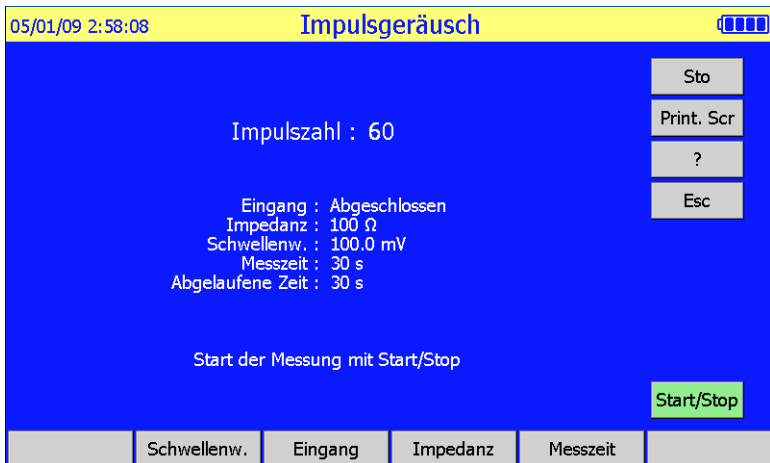 05/01/09 2:58:08 Impulsgeräusch
Sto
Print. Scr
?
Esc
Impulszahl : 60
Eingang : Abgeschlossen
Impedanz : 100 Ω
Schwellenw. : 100.0 mV
Messzeit : 30 s
Abgelaufene Zeit : 30 s
Start der Messung mit Start/Stop
Start/Stop
Schwellenw. Eingang Impedanz Messzeit